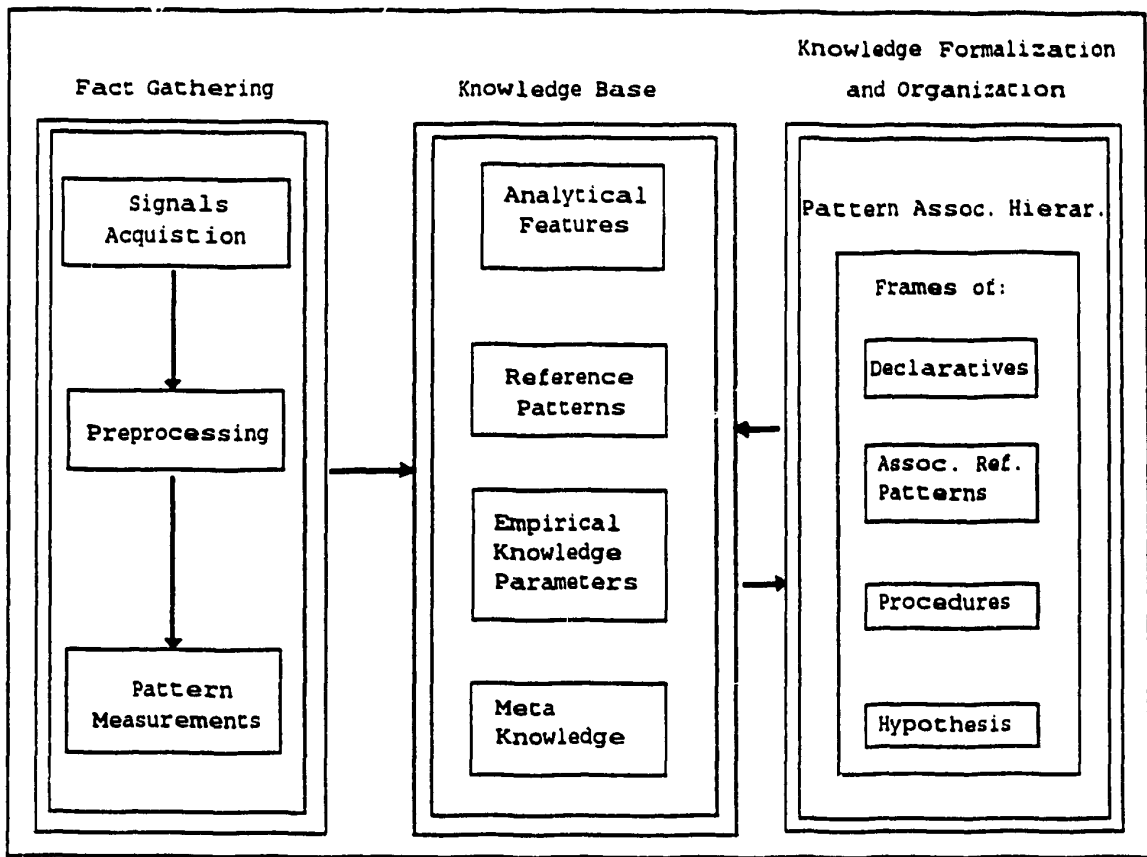 Fact Gathering
Signals
Acquistion
Preprocessing
Pattern
Measurements
Knowledge Base
Analytical
Features
Reference
Patterns
Empirical
Knowledge
Parameters
Meta
Knowledge
Knowledge Formalization
and Organization
Pattern Assoc. Hierar.
Frames of:
Declaratives
Assoc. Ref.
Patterns
Procedures
Hypothesis